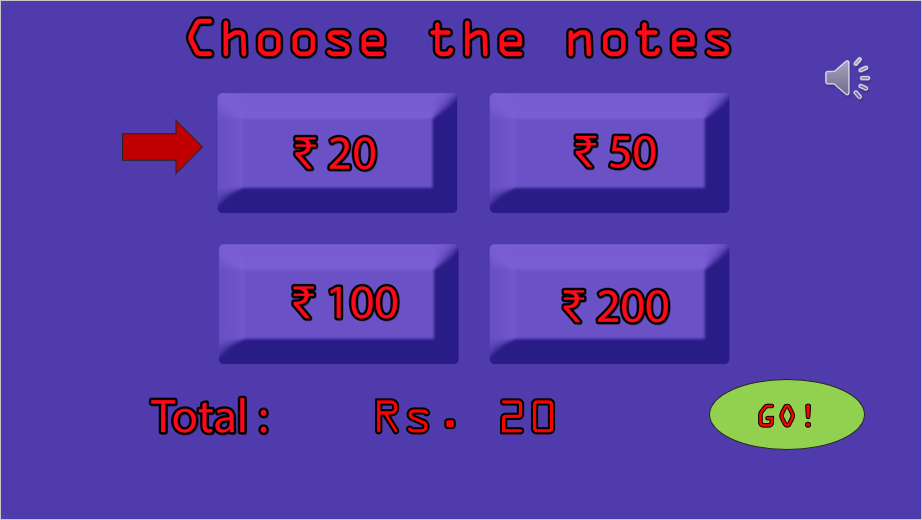 Choose the notes
₹ 20
₹ 50
₹ 100
₹ 200
Total : Rs. 20
GO!